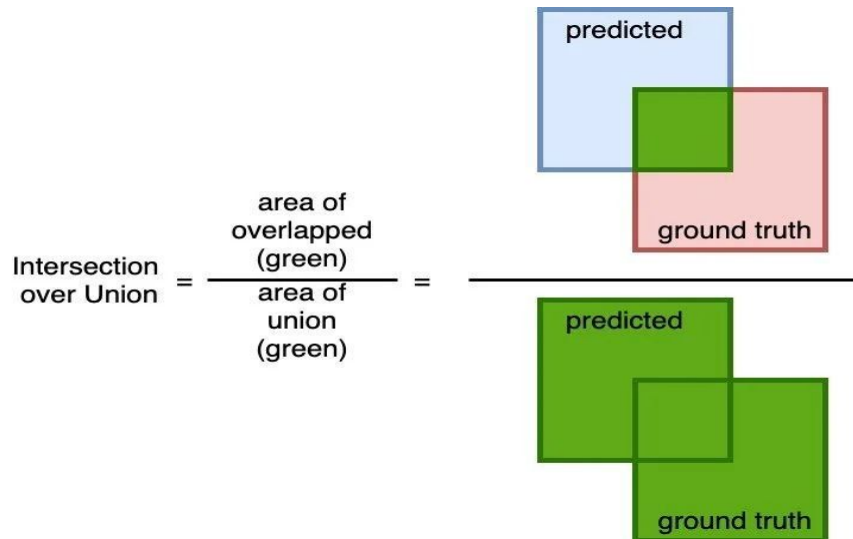 Intersection
over Union
=
area of
overlapped
(green)
area of
union
(green)
=
predicted
ground truth
predicted
ground truth